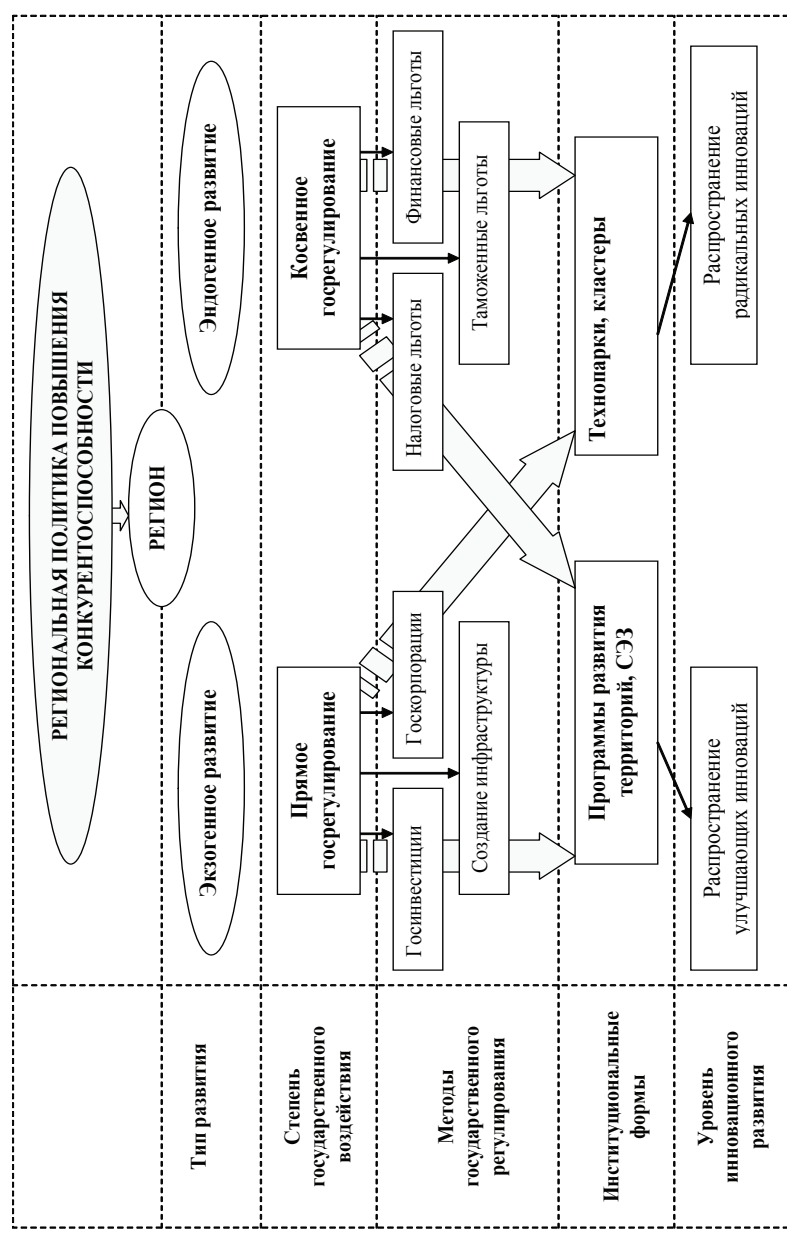 РЕГИОНАЛЬНАЯ ПОЛИТИКА ПОВЫШЕНИЯ
КОНКУРЕНТОСПОСОБНОСТИ
РЕГИОН
Тип развития
Экзогенное развитие
Эндогенное развитие
Степень
государственного
воздействия
Прямое
госрегулирование
Косвенное
госрегулирование
Методы
государственного
регулирования
Госинвестиции
Госкорпорации
Налоговые льготы
Финансовые льготы
Создание инфраструктуры
Таможенные льготы
Институциональные
формы
Программы развития
территорий, СЭЗ
Технопарки, кластеры
Уровень
инновационного
развития
Распространение
улучшающих инноваций
Распространение
радикальных инноваций